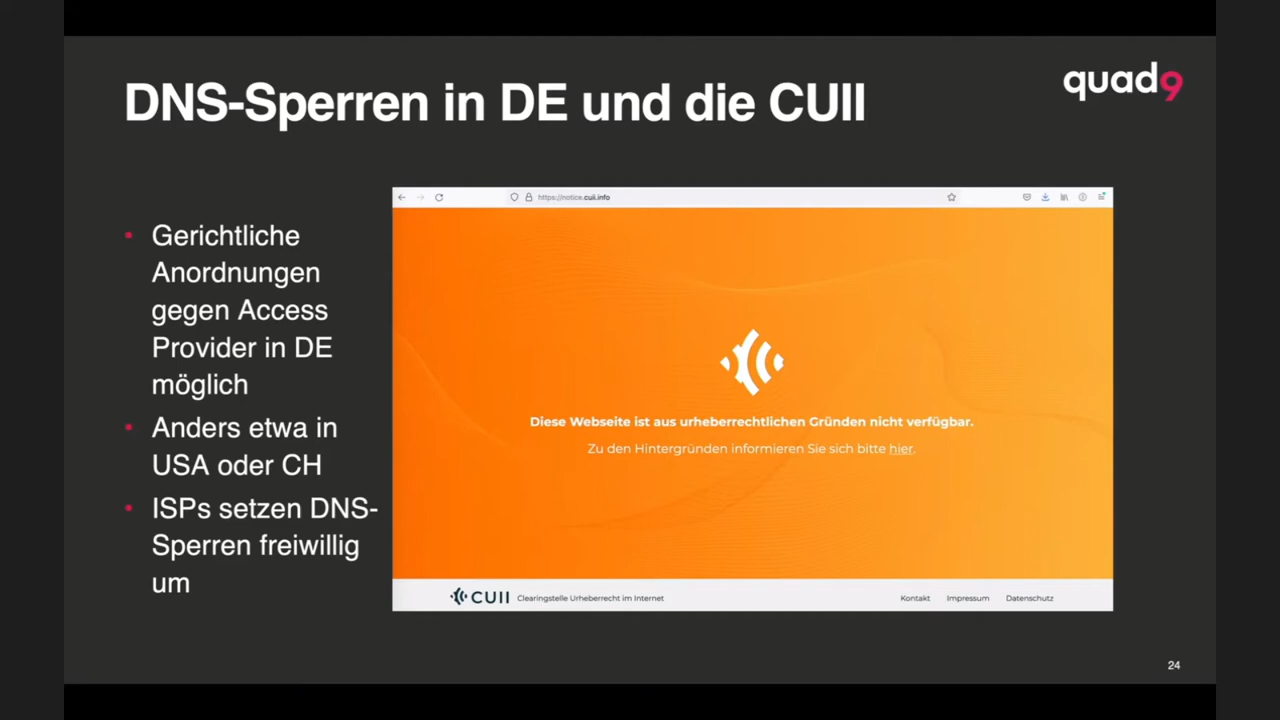 DNS-Sperren in DE und die CUII
quad9
• Gerichtliche
Anordnungen
gegen Access
Provider in DE
möglich
• Anders etwa in
USA oder CH
• ISPs setzen DNS-
Sperren freiwillig
um
https://notice.cuii.info
Diese Webseite ist aus urheberrechtlichen Gründen nicht verfügbar.
Zu den Hintergründen informieren Sie sich bitte hier.
CUII Clearingstelle Urheberrecht im Internet
Kontakt Impressum Datenschutz
24